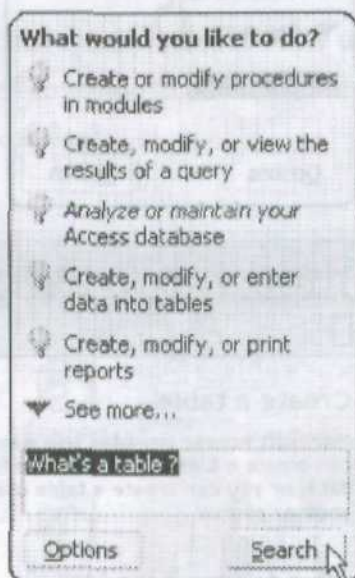 What would you like to do?
Create or modify procedures
in modules
Create, modify, or view the
results of a query
Analyze or maintain your
Access database
Create, modify, or enter
data into tables
Create, modify, or print
reports
See more...
What's a table ?
Options Search